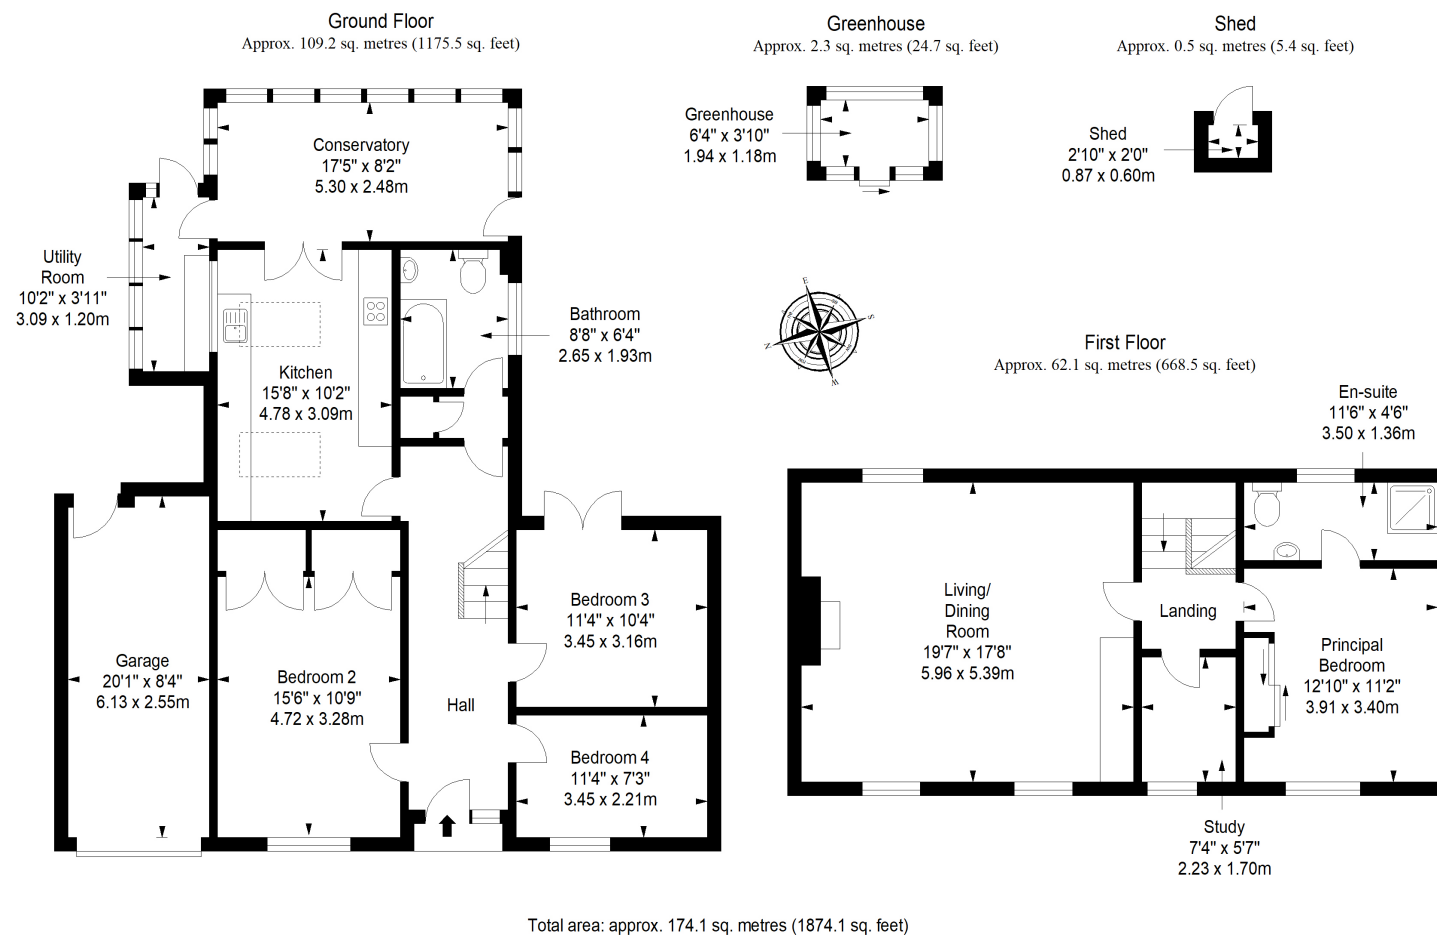 Ground Floor
Approx. 109.2 sq. metres (1175.5 sq. feet)
Greenhouse
Approx. 2.3 sq. metres (24.7 sq. feet)
Shed
Approx. 0.5 sq. metres (5.4 sq. feet)
Conservatory
17'5" x 8'2"
5.30 x 2.48m
Greenhouse
6'4" x 3'10"
1.94 x 1.18m
Shed
2'10" x 2'0"
0.87 x 0.60m
Utility
Room
10'2" x 3'11"
3.09 x 1.20m
Bathroom
8'8" x 6'4"
2.65 x 1.93m
Kitchen
15'8" x 10'2"
4.78 x 3.09m
E
S
N
W
First Floor
Approx. 62.1 sq. metres (668.5 sq. feet)
En-suite
11'6" x 4'6"
3.50 x 1.36m
Garage
20'1" x 8'4"
6.13 x 2.55m
Bedroom 2
15'6" x 10'9"
4.72 x 3.28m
Hall
Bedroom 3
11'4" x 10'4"
3.45 x 3.16m
Bedroom 4
11'4" x 7'3"
3.45 x 2.21m
Living/
Dining
Room
19'7" x 17'8"
5.96 x 5.39m
Landing
Principal
Bedroom
12'10" x 11'2"
3.91 x 3.40m
Study
7'4" x 5'7"
2.23 x 1.70m
Total area: approx. 174.1 sq. metres (1874.1 sq. feet)